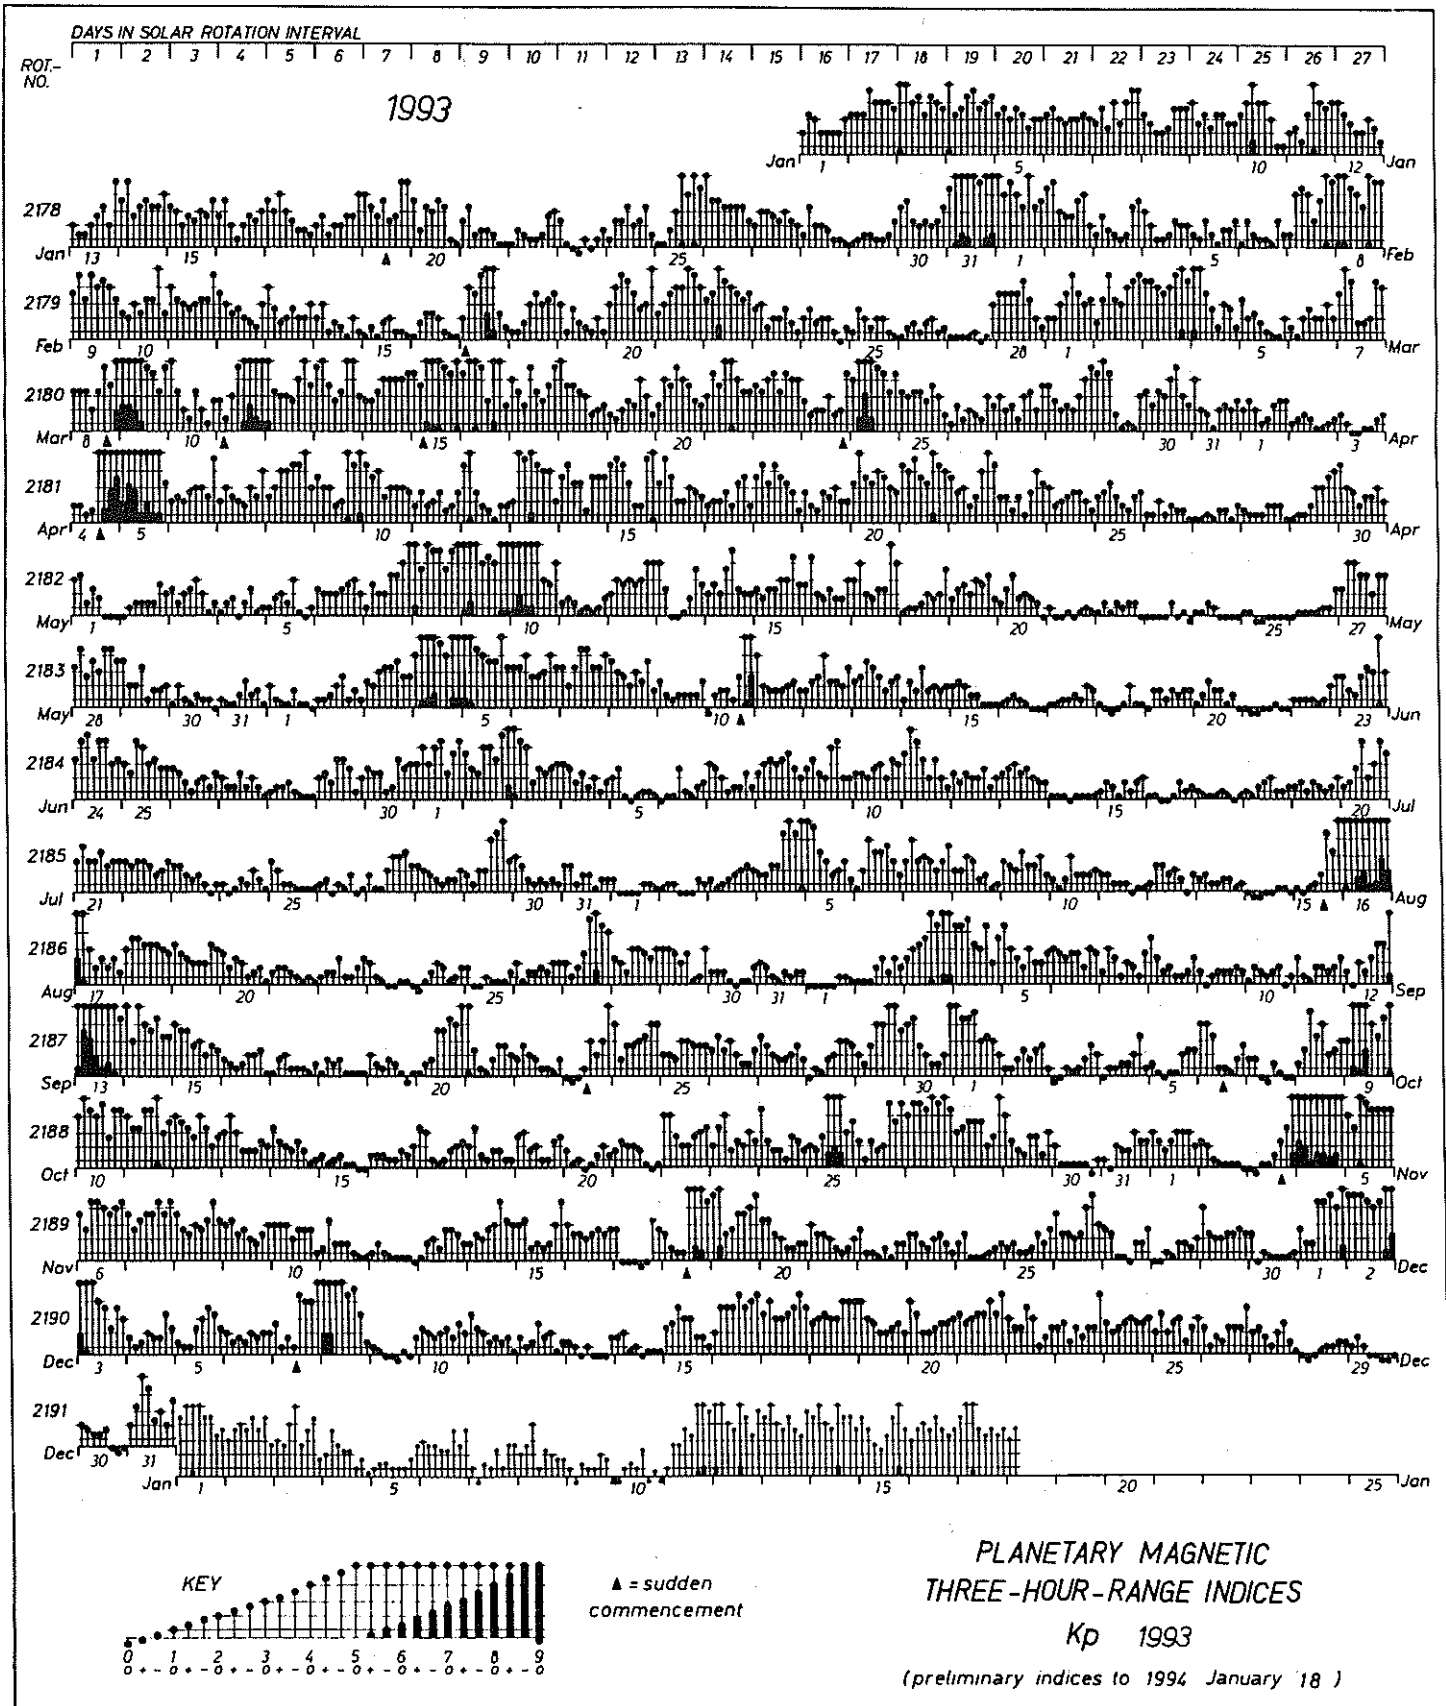 DAYS IN SOLAR ROTATION INTERVAL
ROT.-
NO.
1 2 3 4 5 6 7 8 9 10 11 12 13 14 15 16 17 18 19 20 21 22 23 24 25 26 27
1993
Jan 1 5 10 12 Jan
2178
Jan 13 15 20 25 30 31 1 5 8 Feb
2179
Feb 9 10 15 20 25 28 1 5 7 Mar
2180
Mar 8 10 15 20 25 30 31 1 3 Apr
2181
Apr 4 5 10 15 20 25 30 Apr
2182
May 1 5 10 15 20 25 27 May
2183
May 28 30 31 1 5 10 15 20 23 Jun
2184
Jun 24 25 30 1 5 10 15 20 Jul
2185
Jul 21 25 30 31 1 5 10 15 16 Aug
2186
Aug 17 20 25 30 31 1 5 10 12 Sep
2187
Sep 13 15 20 25 30 1 5 9 Oct
2188
Oct 10 15 20 25 30 31 1 5 Nov
2189
Nov 6 10 15 20 25 30 1 2 Dec
2190
Dec 3 5 10 15 20 25 29 Dec
2191
Dec 30 31
Jan 1 5 10 15 20 25 Jan
KEY
0 1 2 3 4 5 6 7 8 9
o + - o + - o + - o + - o + - o + - o + - o + - o + - o
▲ = sudden
commencement
PLANETARY MAGNETIC
THREE-HOUR-RANGE INDICES
Kp 1993
(preliminary indices to 1994 January 18 )